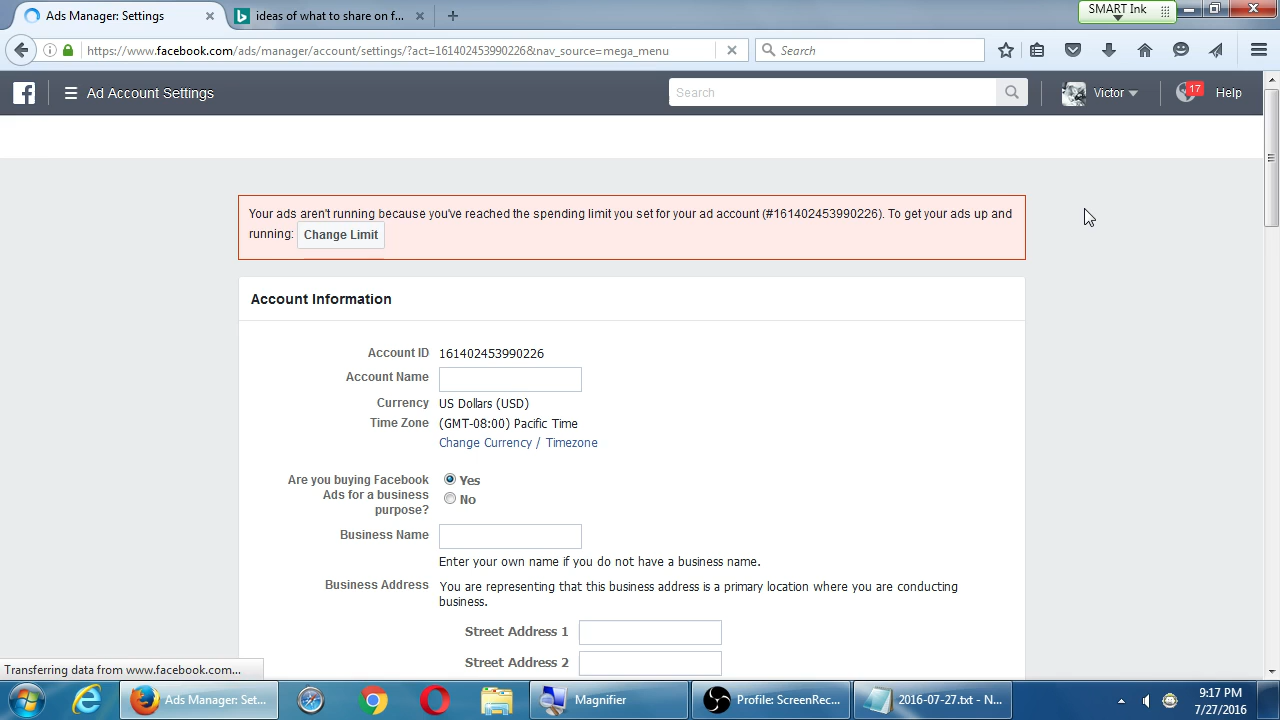 Ads Manager: Settings
ideas of what to share on f...
SMART Ink
https://www.facebook.com/ads/manager/account/settings/?act=161402453990226&nav_source=mega_menu
Search
Ad Account Settings
Search
Victor
17
Help
Your ads aren't running because you've reached the spending limit you set for your ad account (#161402453990226). To get your ads up and
running: Change Limit
Account Information
Account ID 161402453990226
Account Name
Currency US Dollars (USD)
Time Zone (GMT-08:00) Pacific Time
Change Currency / Timezone
Are you buying Facebook
Ads for a business
purpose?
Yes
No
Business Name
Enter your own name if you do not have a business name.
Business Address You are representing that this business address is a primary location where you are conducting
business.
Street Address 1
Street Address 2
Transferring data from www.facebook.com...
Ads Manager: Set...
Magnifier
Profile: ScreenRec...
2016-07-27.txt - N...
9:17 PM
7/27/2016